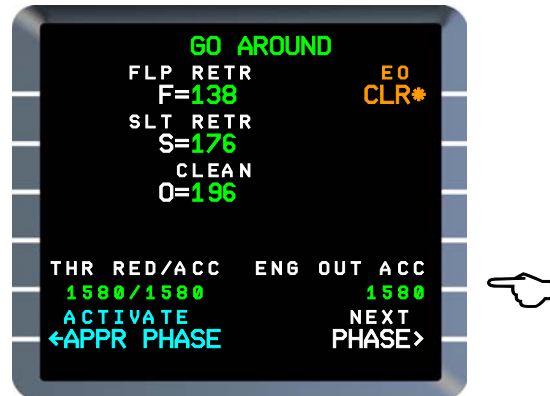 GO AROUND
FLP RETR EO
F=138 CLR*
SLT RETR
S=176
CLEAN
O=196
THR RED/ACC ENG OUT ACC
1580/1580 1580
ACTIVATE NEXT
←APPR PHASE PHASE>